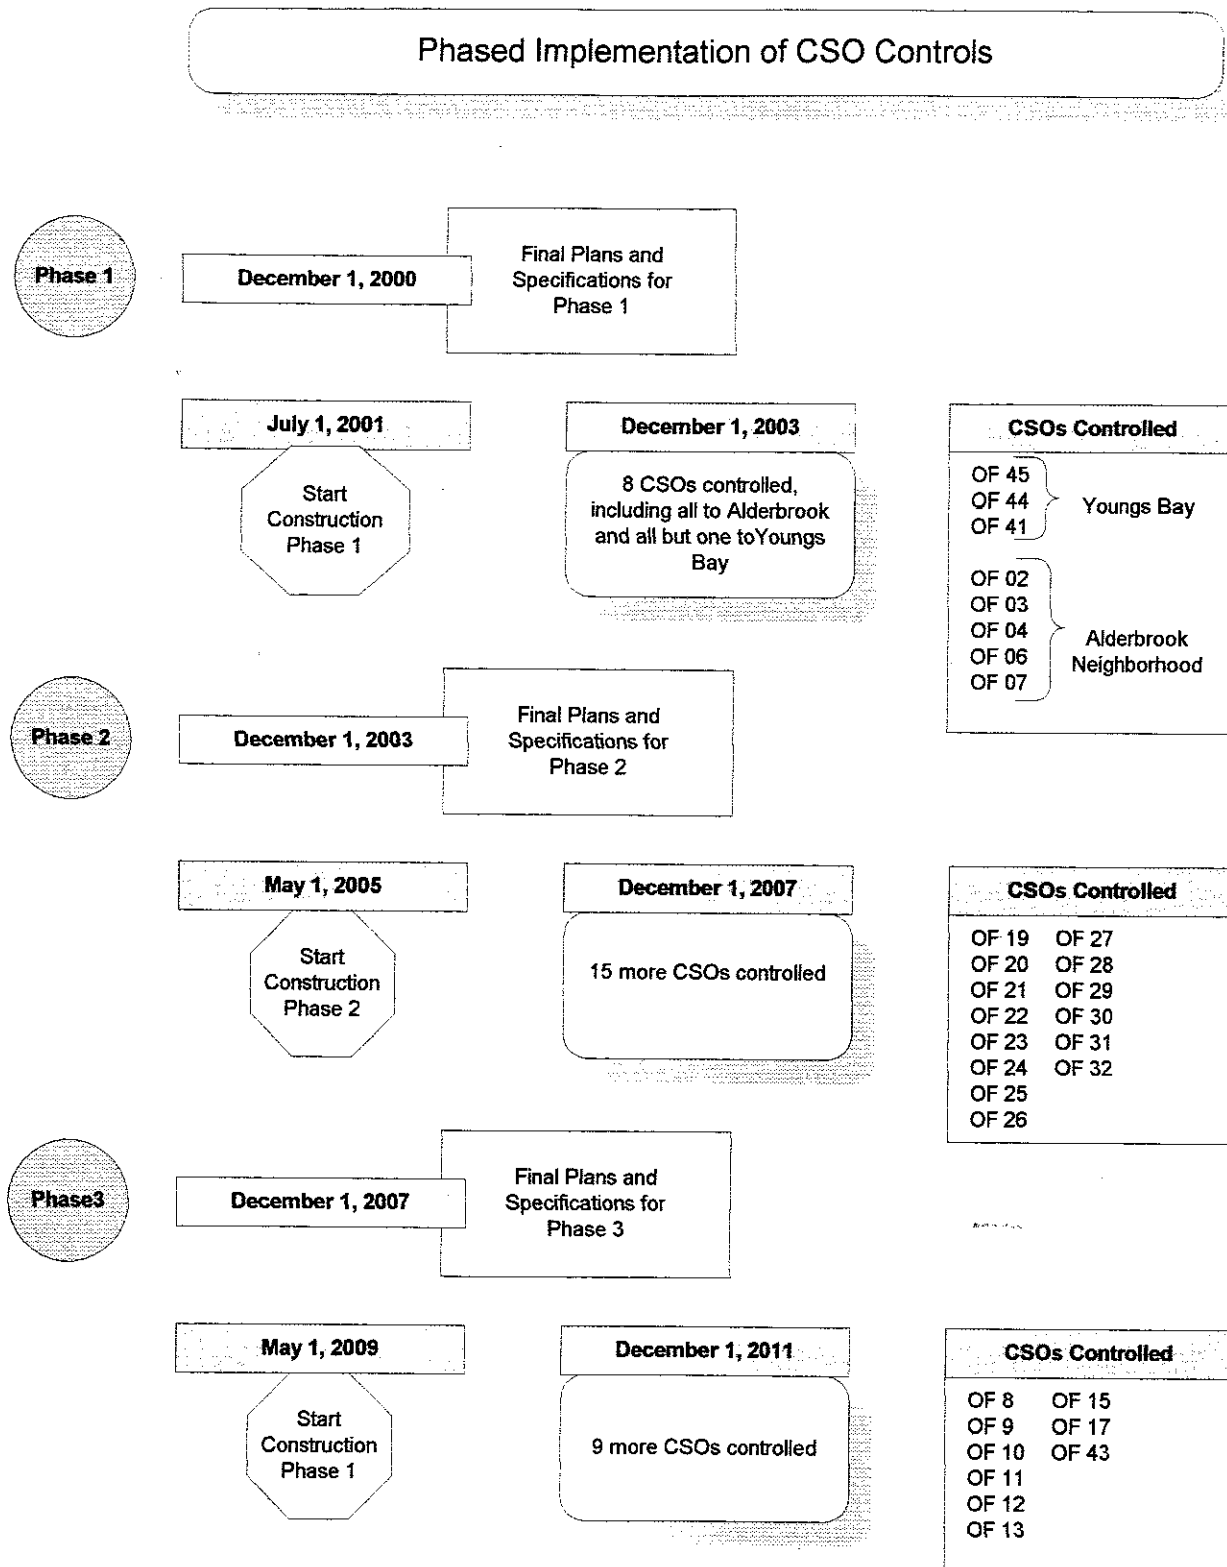 Phased Implementation of CSO Controls
Phase 1
December 1, 2000
Final Plans and
Specifications for
Phase 1
July 1, 2001
Start
Construction
Phase 1
December 1, 2003
8 CSOs controlled,
including all to Alderbrook
and all but one toYoungs
Bay
CSOs Controlled
OF 45
OF 44
OF 41
Youngs Bay
OF 02
OF 03
OF 04
OF 06
OF 07
Alderbrook
Neighborhood
Phase 2
December 1, 2003
Final Plans and
Specifications for
Phase 2
May 1, 2005
Start
Construction
Phase 2
December 1, 2007
15 more CSOs controlled
CSOs Controlled
OF 19 OF 27
OF 20 OF 28
OF 21 OF 29
OF 22 OF 30
OF 23 OF 31
OF 24 OF 32
OF 25
OF 26
Phase3
December 1, 2007
Final Plans and
Specifications for
Phase 3
May 1, 2009
Start
Construction
Phase 1
December 1, 2011
9 more CSOs controlled
CSOs Controlled
OF 8 OF 15
OF 9 OF 17
OF 10 OF 43
OF 11
OF 12
OF 13